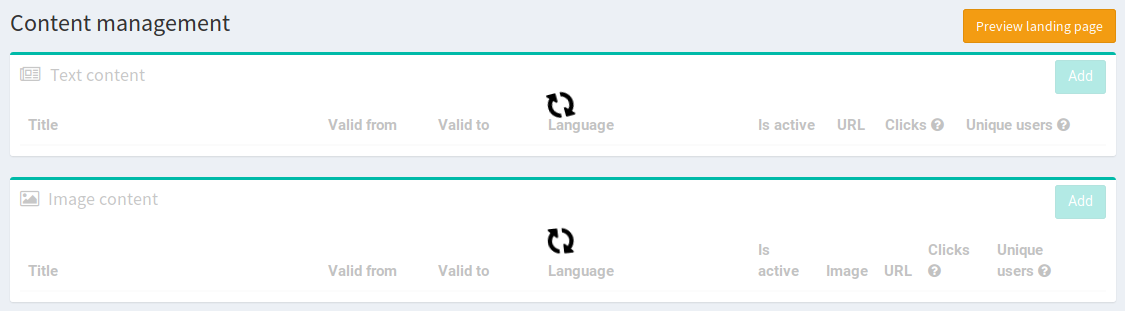 Content management
Preview landing page
Text content
Add
Title Valid from Valid to Language Is active URL Clicks ? Unique users ?
Image content
Add
Title Valid from Valid to Language Is active Image URL Clicks ? Unique users ?